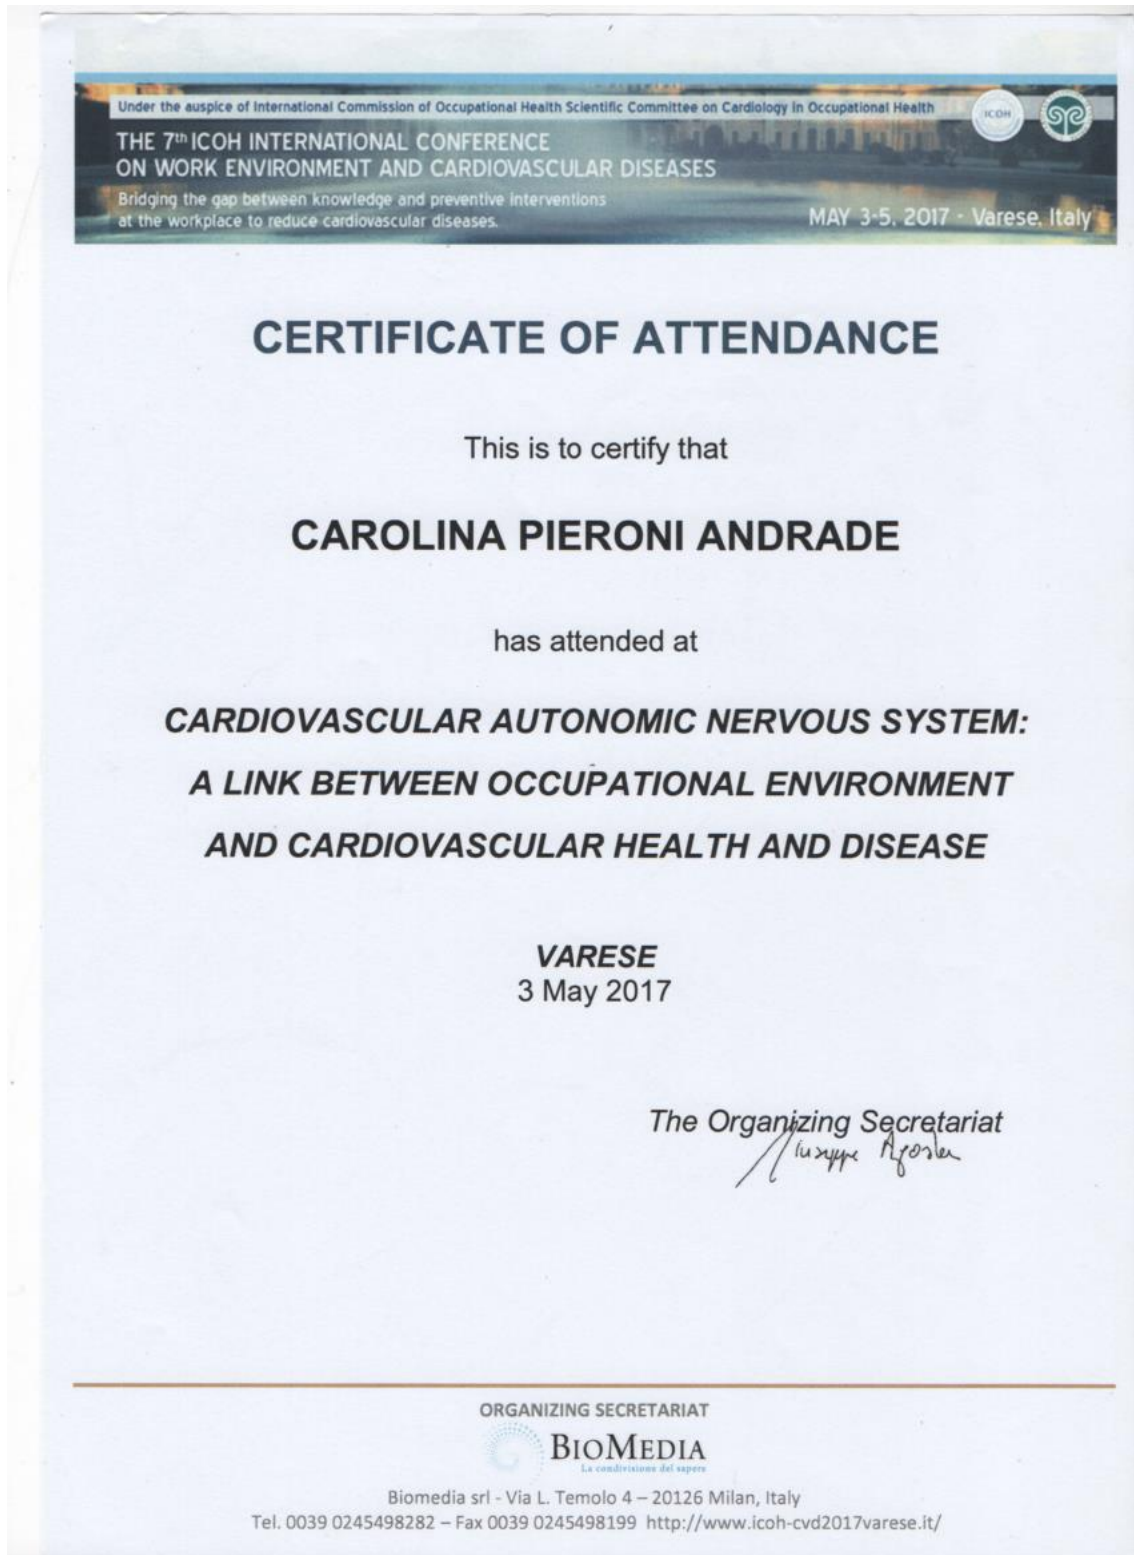 Under the auspice of International Commission of Occupational Health Scientific Committee on Cardiology in Occupational Health
ICOH
THE 7th ICOH INTERNATIONAL CONFERENCE
ON WORK ENVIRONMENT AND CARDIOVASCULAR DISEASES
Bridging the gap between knowledge and preventive interventions
at the workplace to reduce cardiovascular diseases.
MAY 3-5, 2017 - Varese, Italy
CERTIFICATE OF ATTENDANCE
This is to certify that
CAROLINA PIERONI ANDRADE
has attended at
CARDIOVASCULAR AUTONOMIC NERVOUS SYSTEM:
A LINK BETWEEN OCCUPATIONAL ENVIRONMENT
AND CARDIOVASCULAR HEALTH AND DISEASE
VARESE
3 May 2017
The Organizing Secretariat
ORGANIZING SECRETARIAT
BIOMEDIA
La condivisione del sapere
Biomedia srl - Via L. Temolo 4 – 20126 Milan, Italy
Tel. 0039 0245498282 – Fax 0039 0245498199 http://www.icoh-cvd2017varese.it/